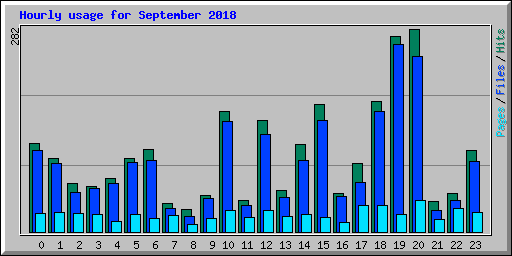 Hourly usage for September 2018
282
Pages / Files / Hits
0 1 2 3 4 5 6 7 8 9 10 11 12 13 14 15 16 17 18 19 20 21 22 23